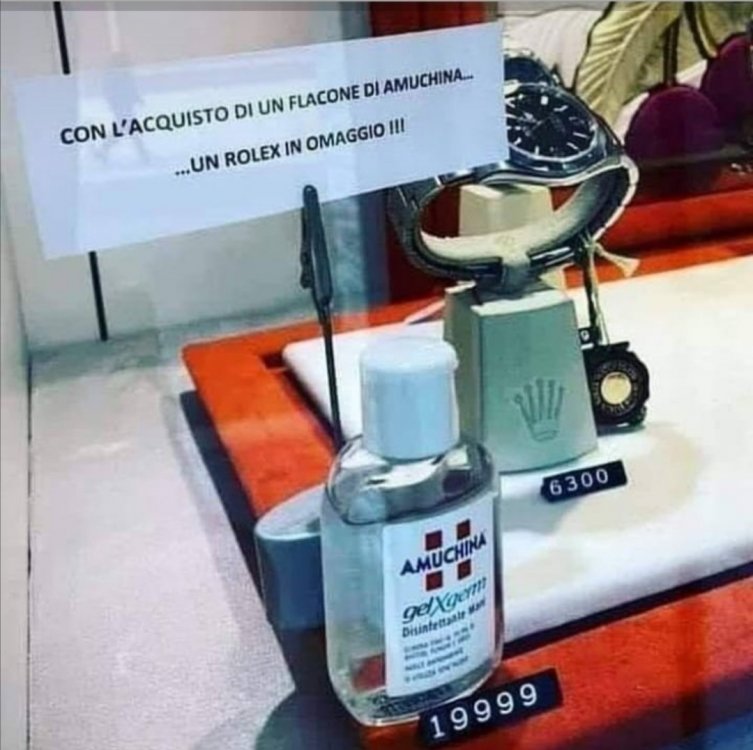 CON L'ACQUISTO DI UN FLACONE DI AMUCHINA...
...UN ROLEX IN OMAGGIO !!!
6300
AMUCHINA
gelXgerm
Disinfettante Mani
19999